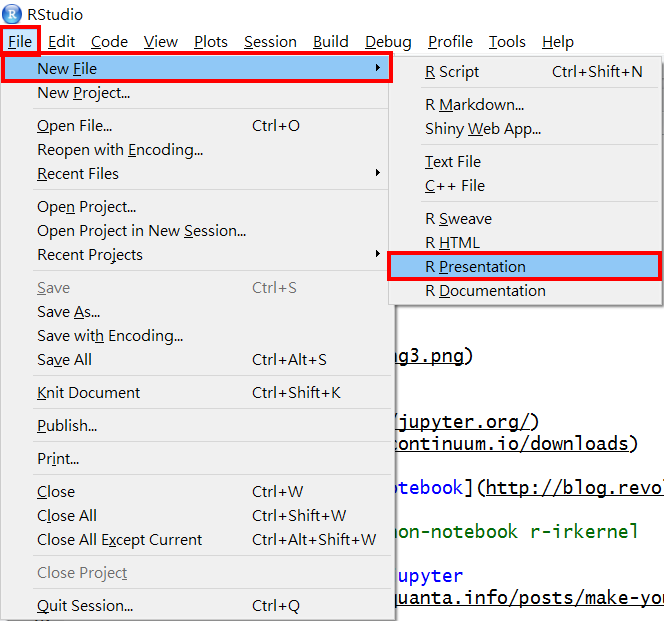 RStudio
File Edit Code View Plots Session Build Debug Profile Tools Help
New File
New Project...
Open File... Ctrl+O
Reopen with Encoding...
Recent Files
Open Project...
Open Project in New Session...
Recent Projects
Save Ctrl+S
Save As...
Save with Encoding...
Save All Ctrl+Alt+S
Knit Document Ctrl+Shift+K
Publish...
Print...
Close Ctrl+W
Close All Ctrl+Shift+W
Close All Except Current Ctrl+Alt+Shift+W
Close Project
Quit Session... Ctrl+Q
R Script Ctrl+Shift+N
R Markdown...
Shiny Web App...
Text File
C++ File
R Sweave
R HTML
R Presentation
R Documentation
ng3.png)
/jupyter.org/)
continuum.io/downloads)
otebook](http://blog.revol
non-notebook r-irkernel
upyter
quanta.info/posts/make-you